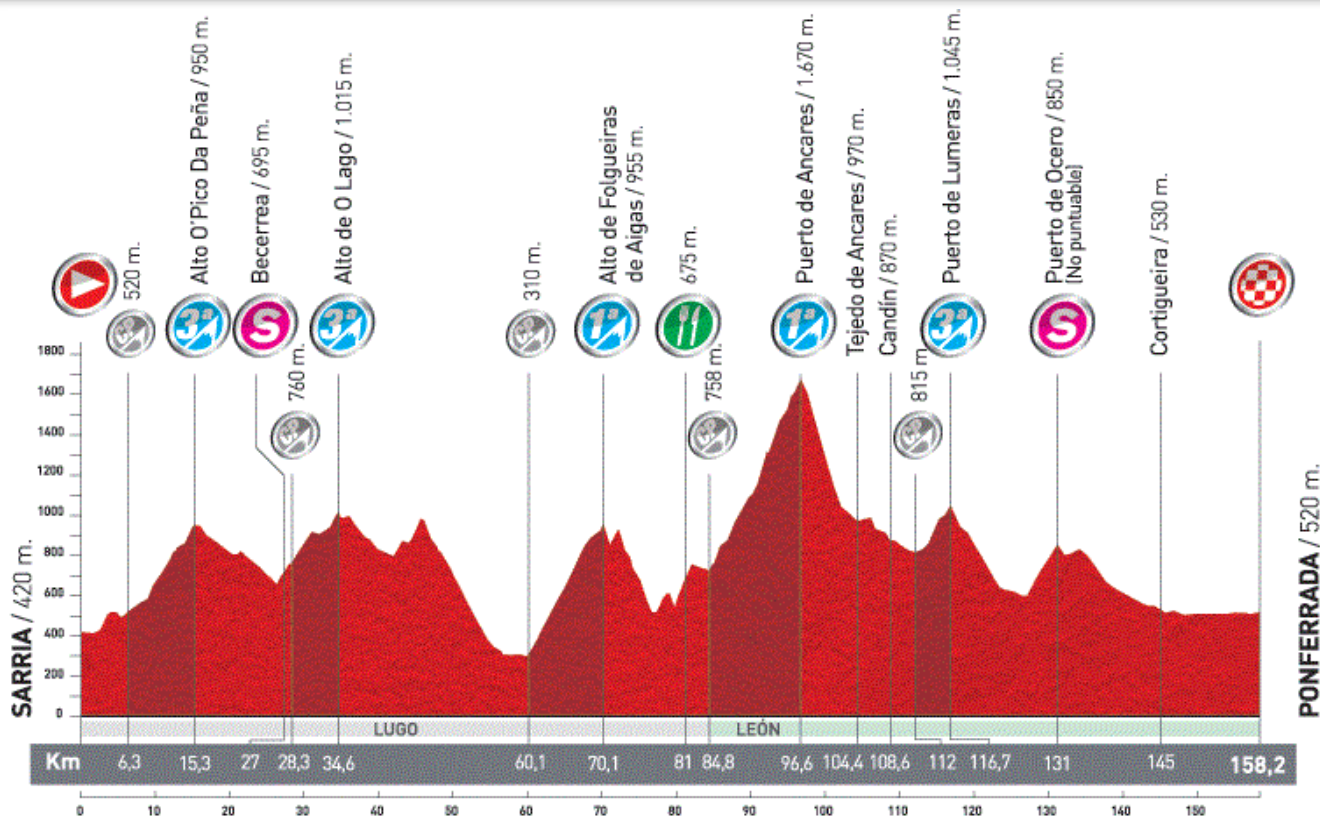 520 m.
Alto O'Pico Da Peña / 950 m.
Becerrea / 695 m.
760 m.
Alto de O Lago / 1.015 m.
310 m.
Alto de Folgueiras
de Aigas / 955 m.
675 m.
758 m.
Puerto de Ancares / 1.670 m.
Tejedo de Ancares / 970 m.
Candín / 870 m.
815 m.
Puerto de Lumeras / 1.045 m.
Puerto de Ocero / 850 m.
[No puntuable]
Cortigueira / 530 m.
CP 3ª S CP 3ª CP 1ª CP 1ª CP 3ª S
1800
1600
1400
1200
1000
800
600
400
200
0
SARRIA / 420 m.
PONFERRADA / 520 m.
LUGO LEÓN
Km 6,3 15,3 27 28,3 34,6 60,1 70,1 81 84,8 96,6 104,4 108,6 112 116,7 131 145 158,2
0 10 20 30 40 50 60 70 80 90 100 110 120 130 140 150